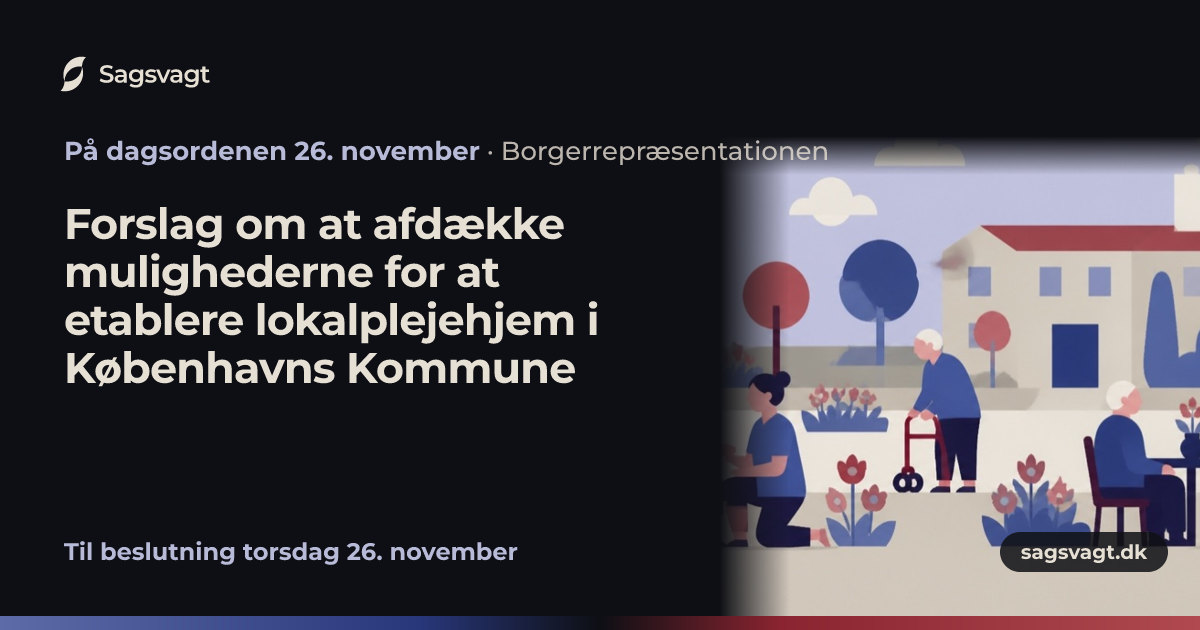 Sagsvagt
På dagsordenen 26. november · Borgerrepræsentationen
Forslag om at afdække
mulighederne for at
etablere lokalplejehjem i
Københavns Kommune
Til beslutning torsdag 26. november
sagsvagt.dk